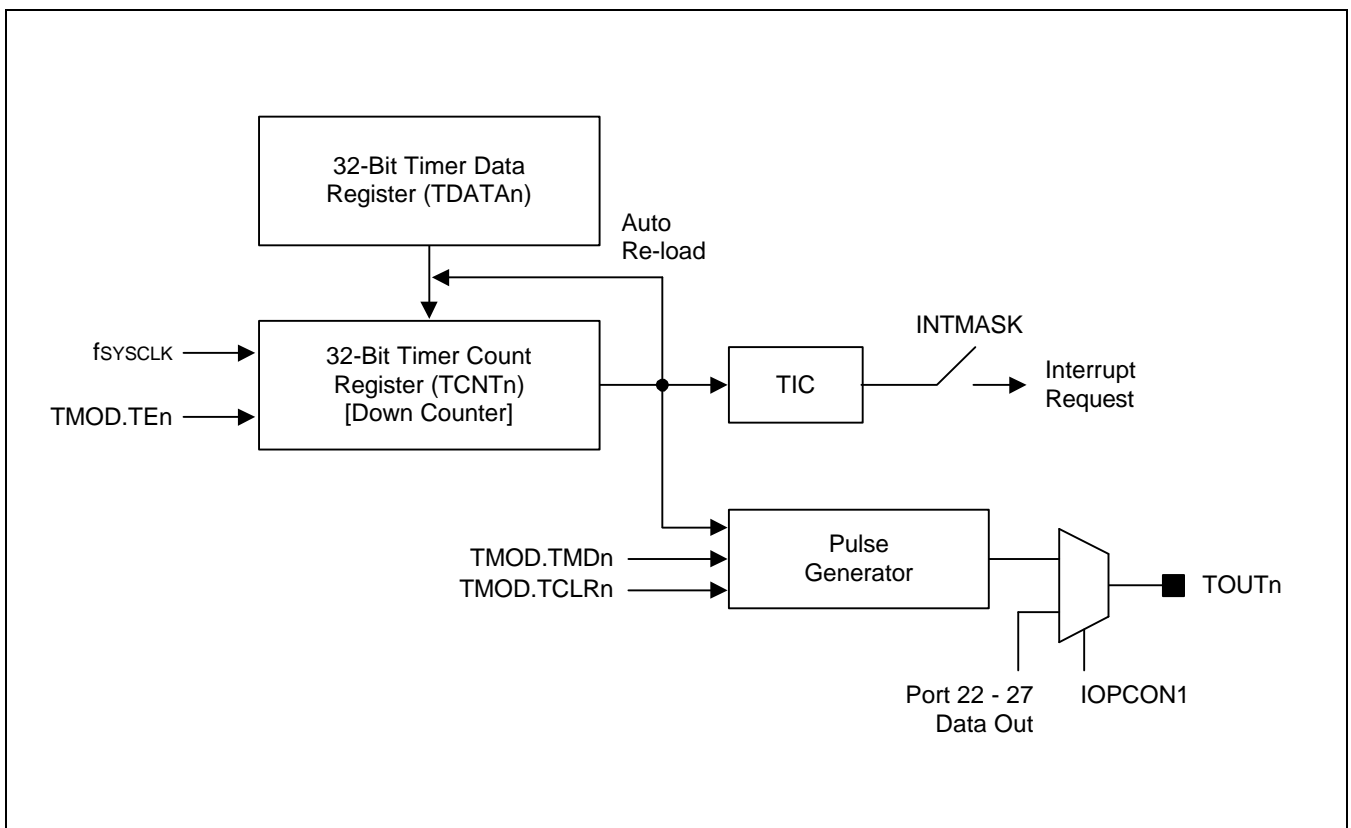 32-Bit Timer Data
Register (TDATAn)
Auto
Re-load
fSYSCLK
TMOD.TEn
32-Bit Timer Count
Register (TCNTn)
[Down Counter]
TIC
INTMASK
Interrupt
Request
TMOD.TMDn
TMOD.TCLRn
Pulse
Generator
TOUTn
Port 22 - 27
Data Out
IOPCON1